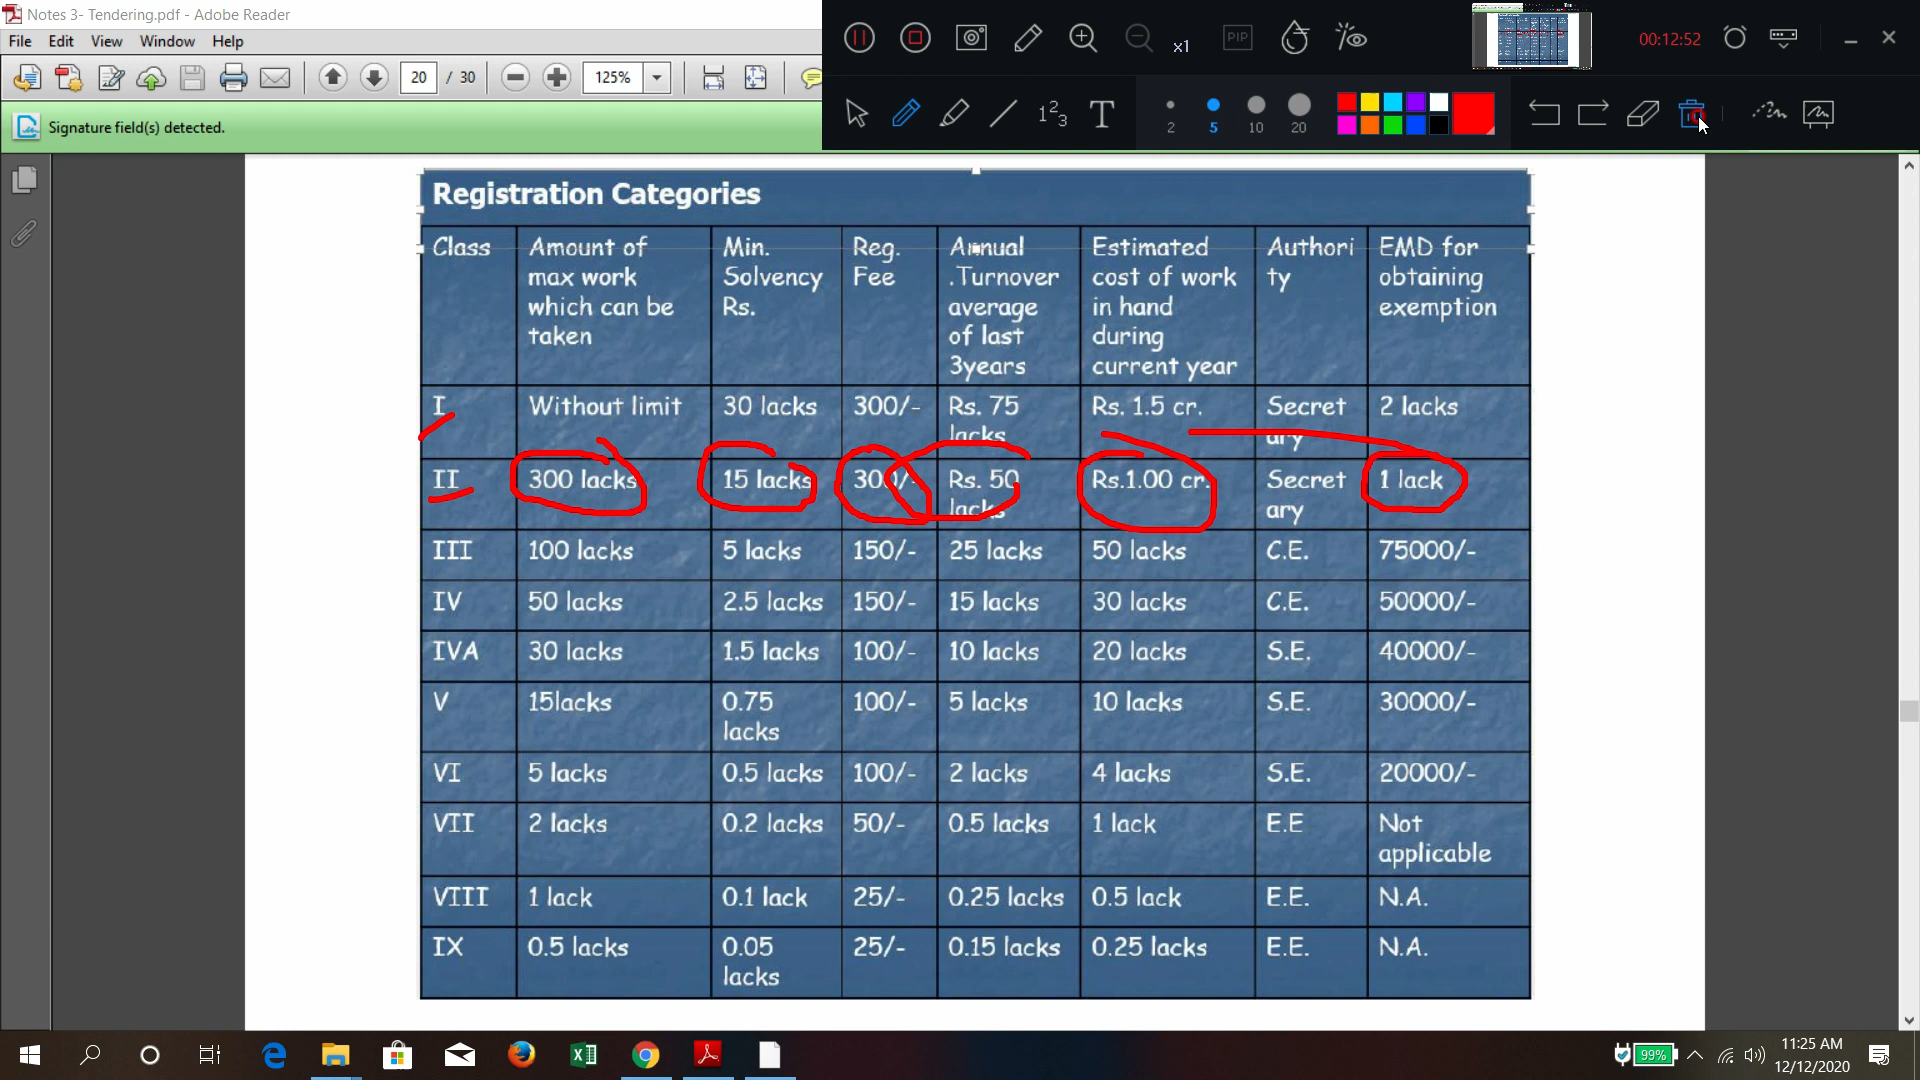 Notes 3- Tendering.pdf - Adobe Reader
File Edit View Window Help
20 / 30 125%
Signature field(s) detected.
x1 PIP 00:12:52
1 2 3 T
2 5 10 20
Registration Categories
Class
Amount of
max work
which can be
taken
Min.
Solvency
Rs.
Reg.
Fee
Annual
.Turnover
average
of last
3years
Estimated
cost of work
in hand
during
current year
Authori
ty
EMD for
obtaining
exemption
I Without limit 30 lacks 300/- Rs. 75 Rs. 1.5 cr. Secret 2 lacks
lacks ary
II 300 lacks 15 lacks 300/- Rs. 50 Rs.1.00 cr. Secret 1 lack
lacks ary
III 100 lacks 5 lacks 150/- 25 lacks 50 lacks C.E. 75000/-
IV 50 lacks 2.5 lacks 150/- 15 lacks 30 lacks C.E. 50000/-
IVA 30 lacks 1.5 lacks 100/- 10 lacks 20 lacks S.E. 40000/-
V 15lacks 0.75 100/- 5 lacks 10 lacks S.E. 30000/-
lacks
VI 5 lacks 0.5 lacks 100/- 2 lacks 4 lacks S.E. 20000/-
VII 2 lacks 0.2 lacks 50/- 0.5 lacks 1 lack E.E Not
applicable
VIII 1 lack 0.1 lack 25/- 0.25 lacks 0.5 lack E.E. N.A.
IX 0.5 lacks 0.05 25/- 0.15 lacks 0.25 lacks E.E. N.A.
lacks
99%
11:25 AM
12/12/2020